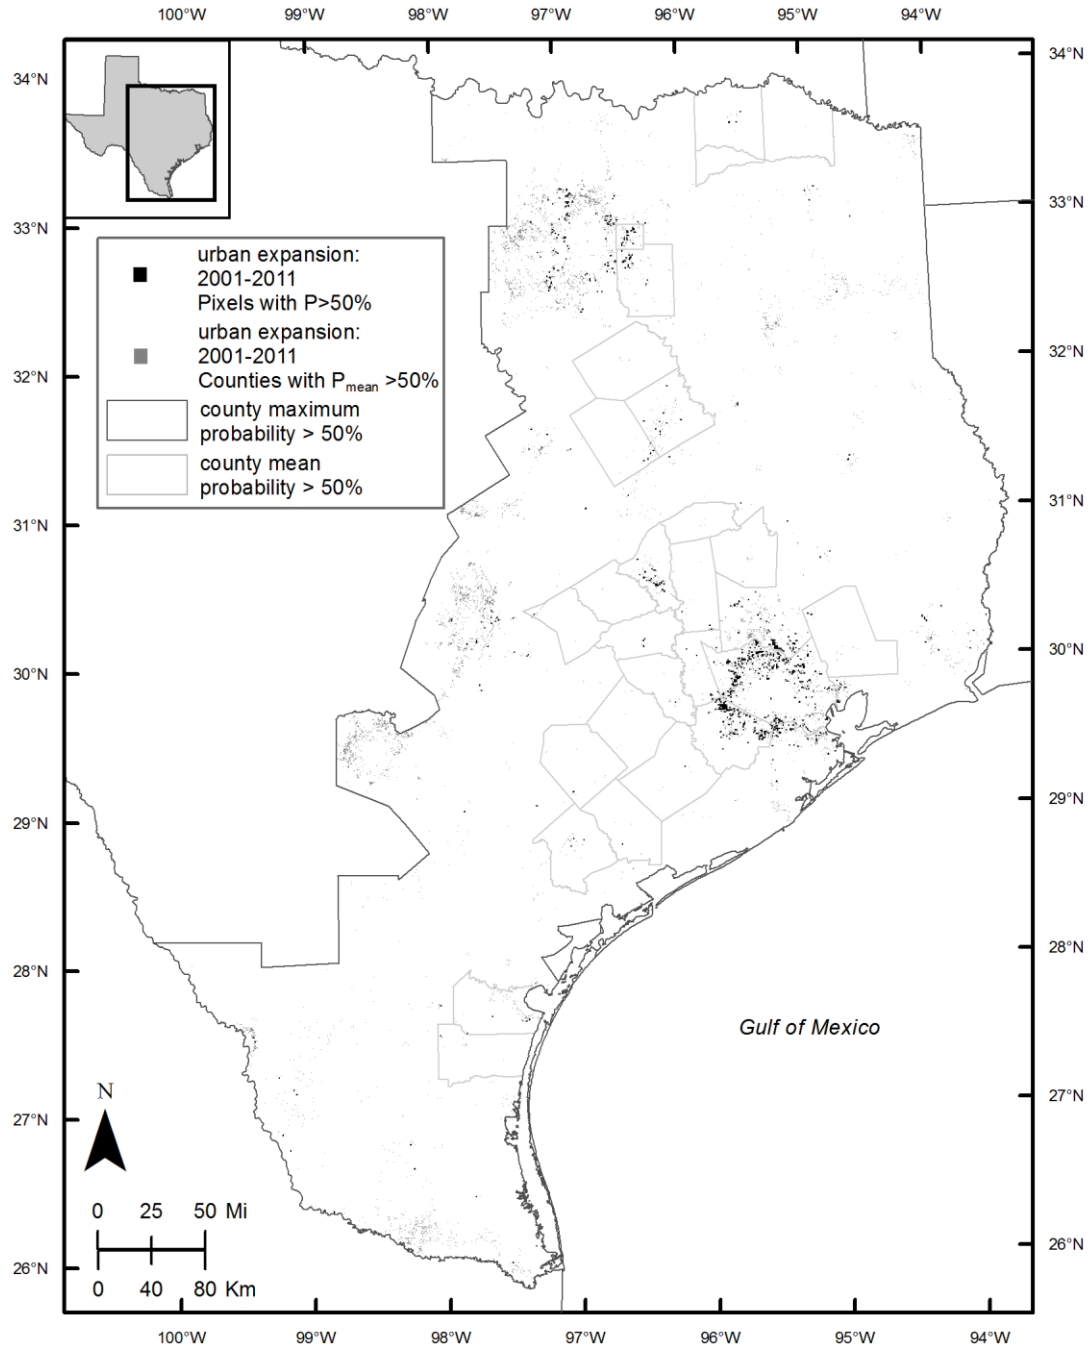 100°W 99°W 98°W 97°W 96°W 95°W 94°W
34°N 34°N
33°N 33°N
urban expansion:
2001-2011
Pixels with P>50%
urban expansion:
2001-2011
Counties with Pmean >50%
county maximum
probability > 50%
county mean
probability > 50%
32°N 32°N
31°N 31°N
30°N 30°N
29°N 29°N
28°N 28°N
Gulf of Mexico
N
27°N 27°N
0 25 50 Mi
0 40 80 Km
26°N 26°N
100°W 99°W 98°W 97°W 96°W 95°W 94°W